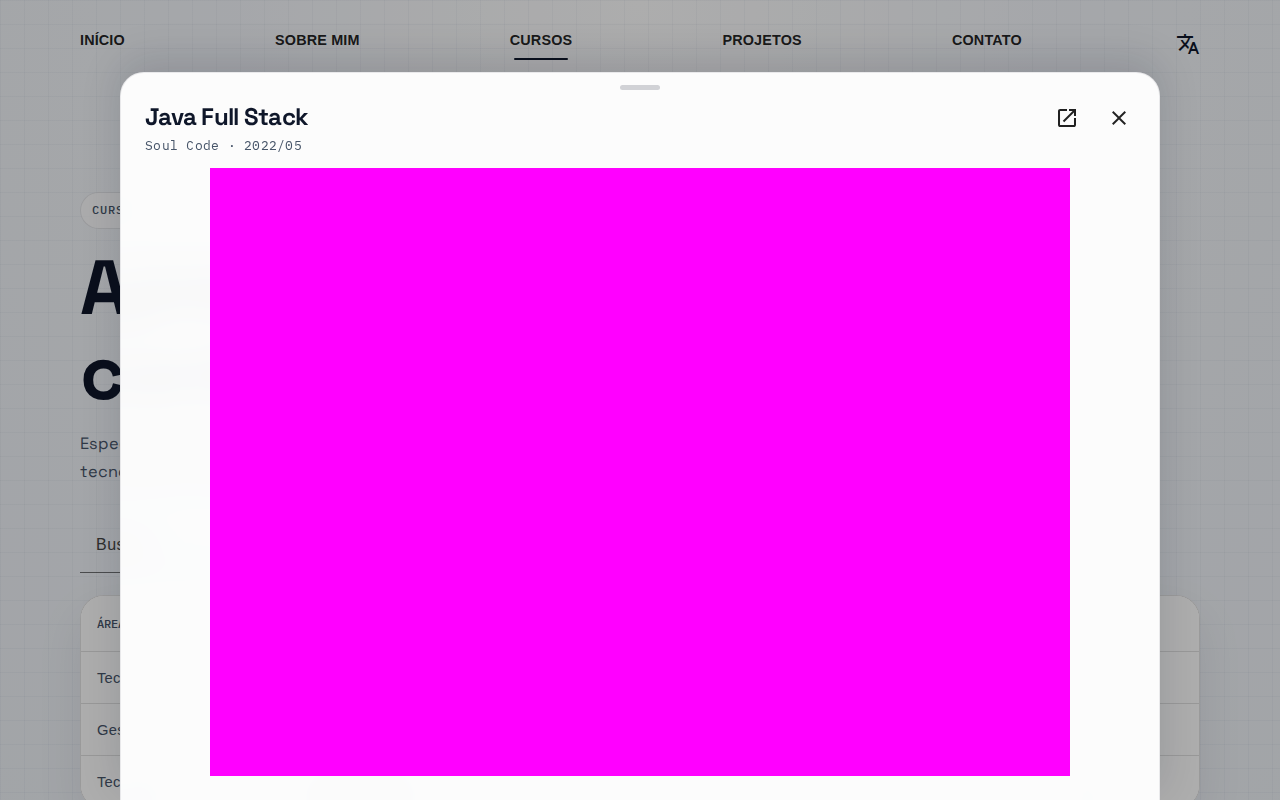 INÍCIO
SOBRE MIM
CURSOS
PROJETOS
CONTATO
Java Full Stack
Soul Code · 2022/05